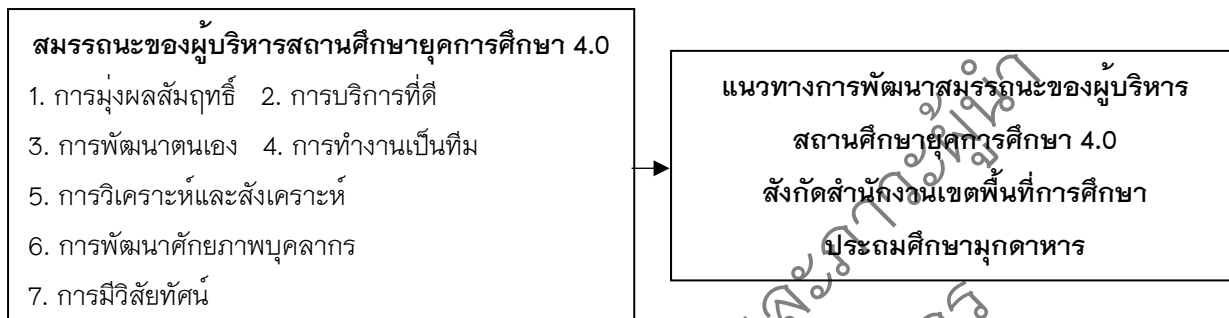 สมรรถนะของผู้บริหารสถานศึกษายุคการศึกษา 4.0
1. การมุ่งผลสัมฤทธิ์ 2. การบริการที่ดี
3. การพัฒนาตนเอง 4. การทำงานเป็นทีม
5. การวิเคราะห์และสังเคราะห์
6. การพัฒนาศักยภาพบุคลากร
7. การมีวิสัยทัศน์
แนวทางการพัฒนาสมรรถนะของผู้บริหาร
สถานศึกษายุคการศึกษา 4.0
สังกัดสำนักงานเขตพื้นที่การศึกษา
ประถมศึกษามุกดาหาร
ละภาวะผู้นำ